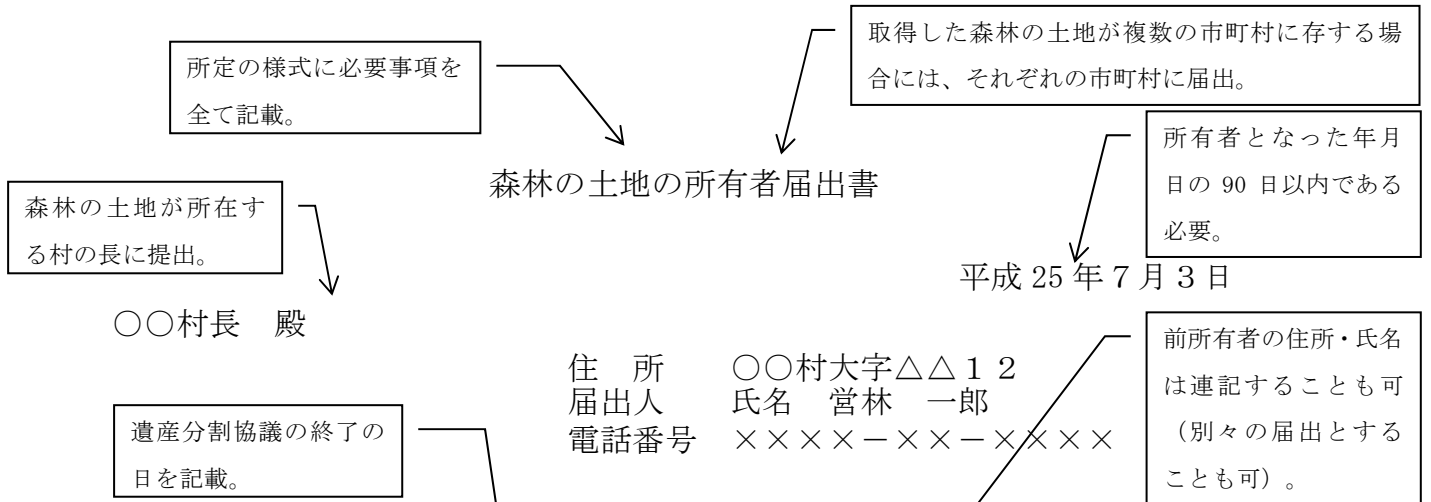 取得した森林の土地が複数の市町村に存する場
合には、それぞれの市町村に届出。
所定の様式に必要事項を
全て記載。
所有者となった年月
日の 90 日以内である
必要。
森林の土地の所有者届出書
森林の土地が所在す
る村の長に提出。
平成 25 年７月３日
○○村長　殿
前所有者の住所・氏名
は連記することも可
（別々の届出とする
ことも可）。
住　所　○○村大字△△１２
届出人　氏名　営林　一郎
電話番号　××××－××－××××
遺産分割協議の終了の
日を記載。